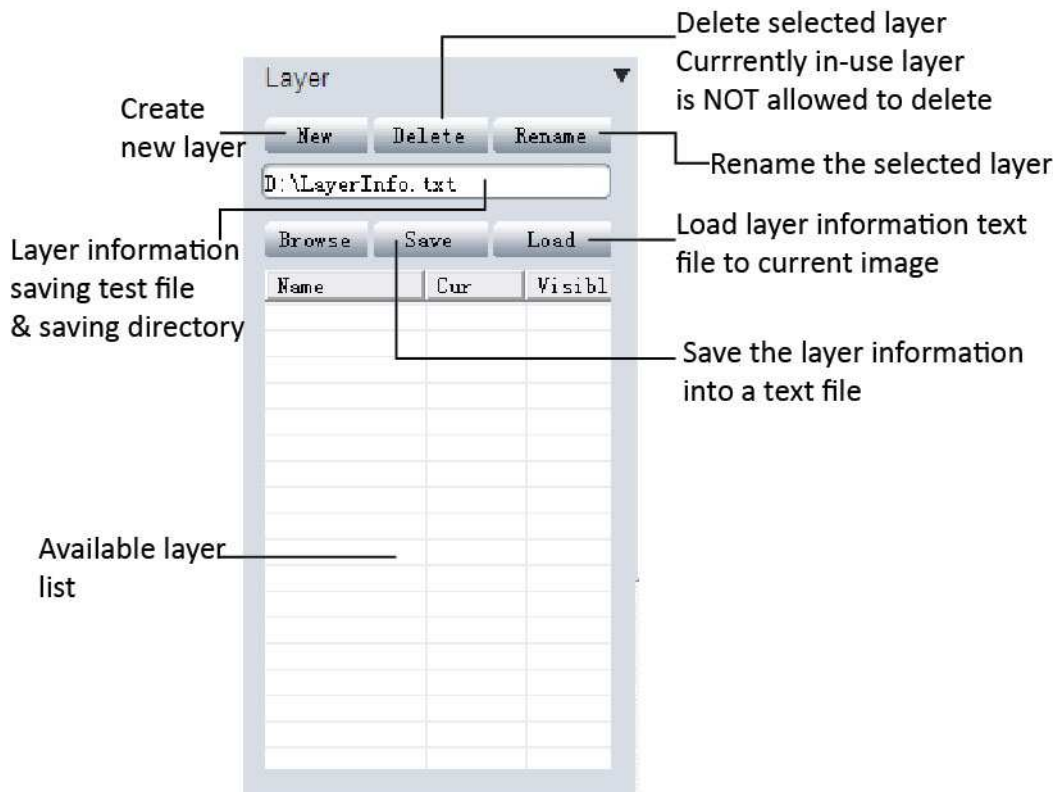 Delete selected layer
Currrently in-use layer
is NOT allowed to delete
Layer
Create
new layer
New
Delete
Rename
Rename the selected layer
D:\LayerInfo.txt
Layer information
saving test file
& saving directory
Browse
Save
Load
Load layer information text
file to current image
Name
Cur
Visibl
Save the layer information
into a text file
Available layer
list